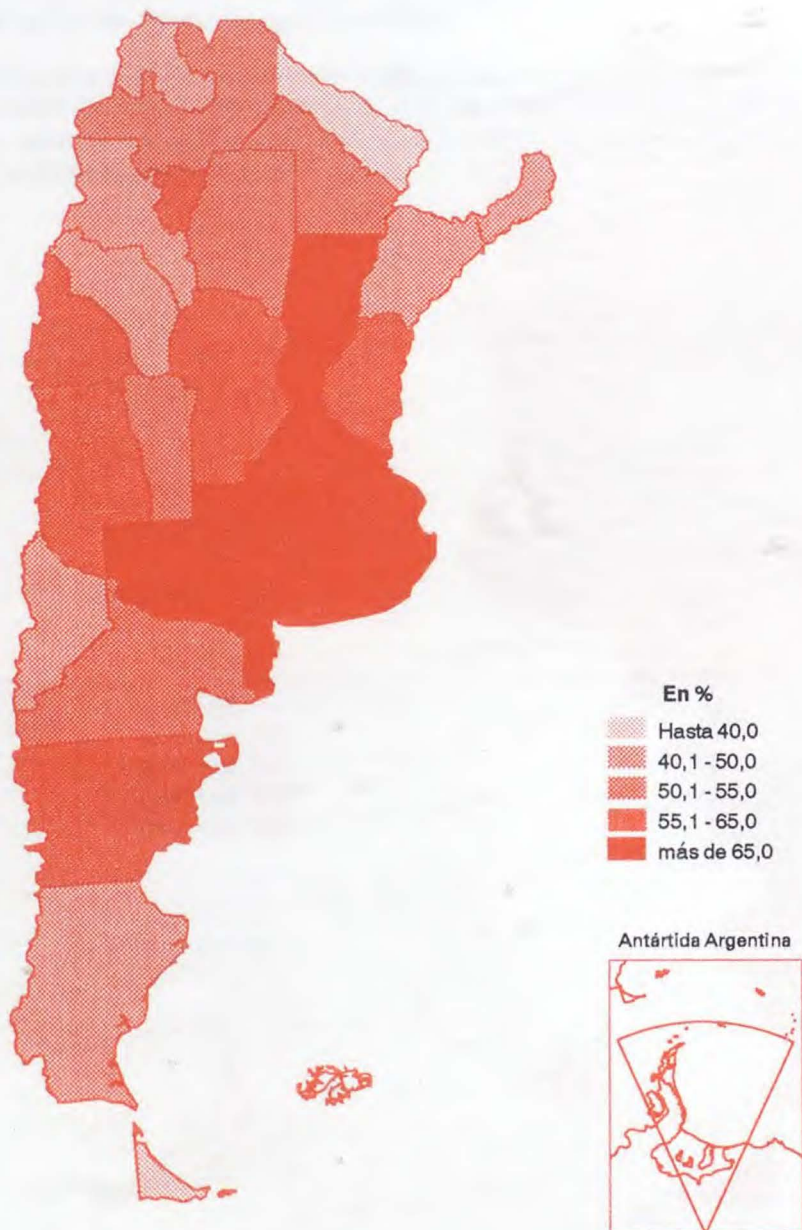 En %
Hasta 40,0
40,1 - 50,0
50,1 - 55,0
55,1 - 65,0
más de 65,0
Antártida Argentina